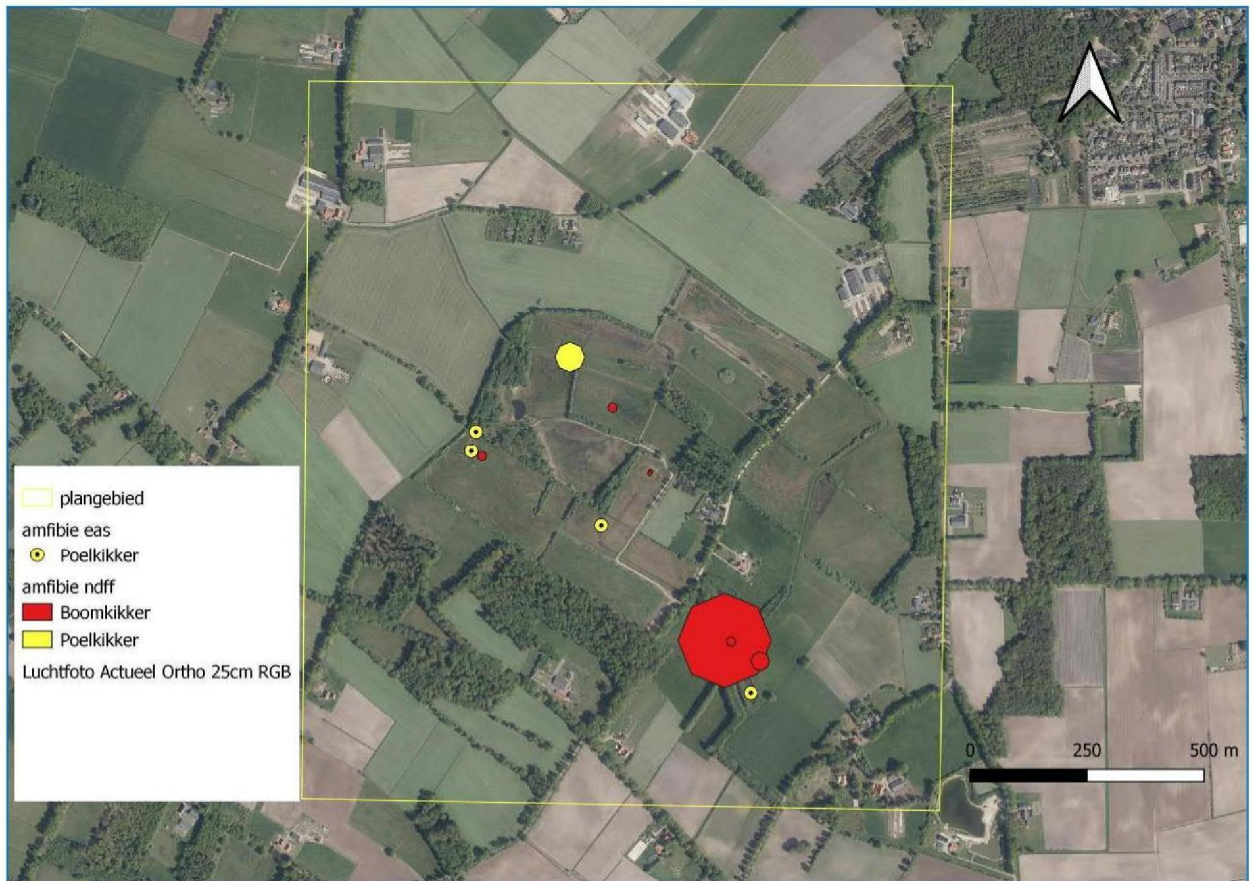 plangebied
amfibie eas
Poelkikker
amfibie ndff
Boomkikker
Poelkikker
Luchtfoto Actueel Ortho 25cm RGB
0 250 500 m